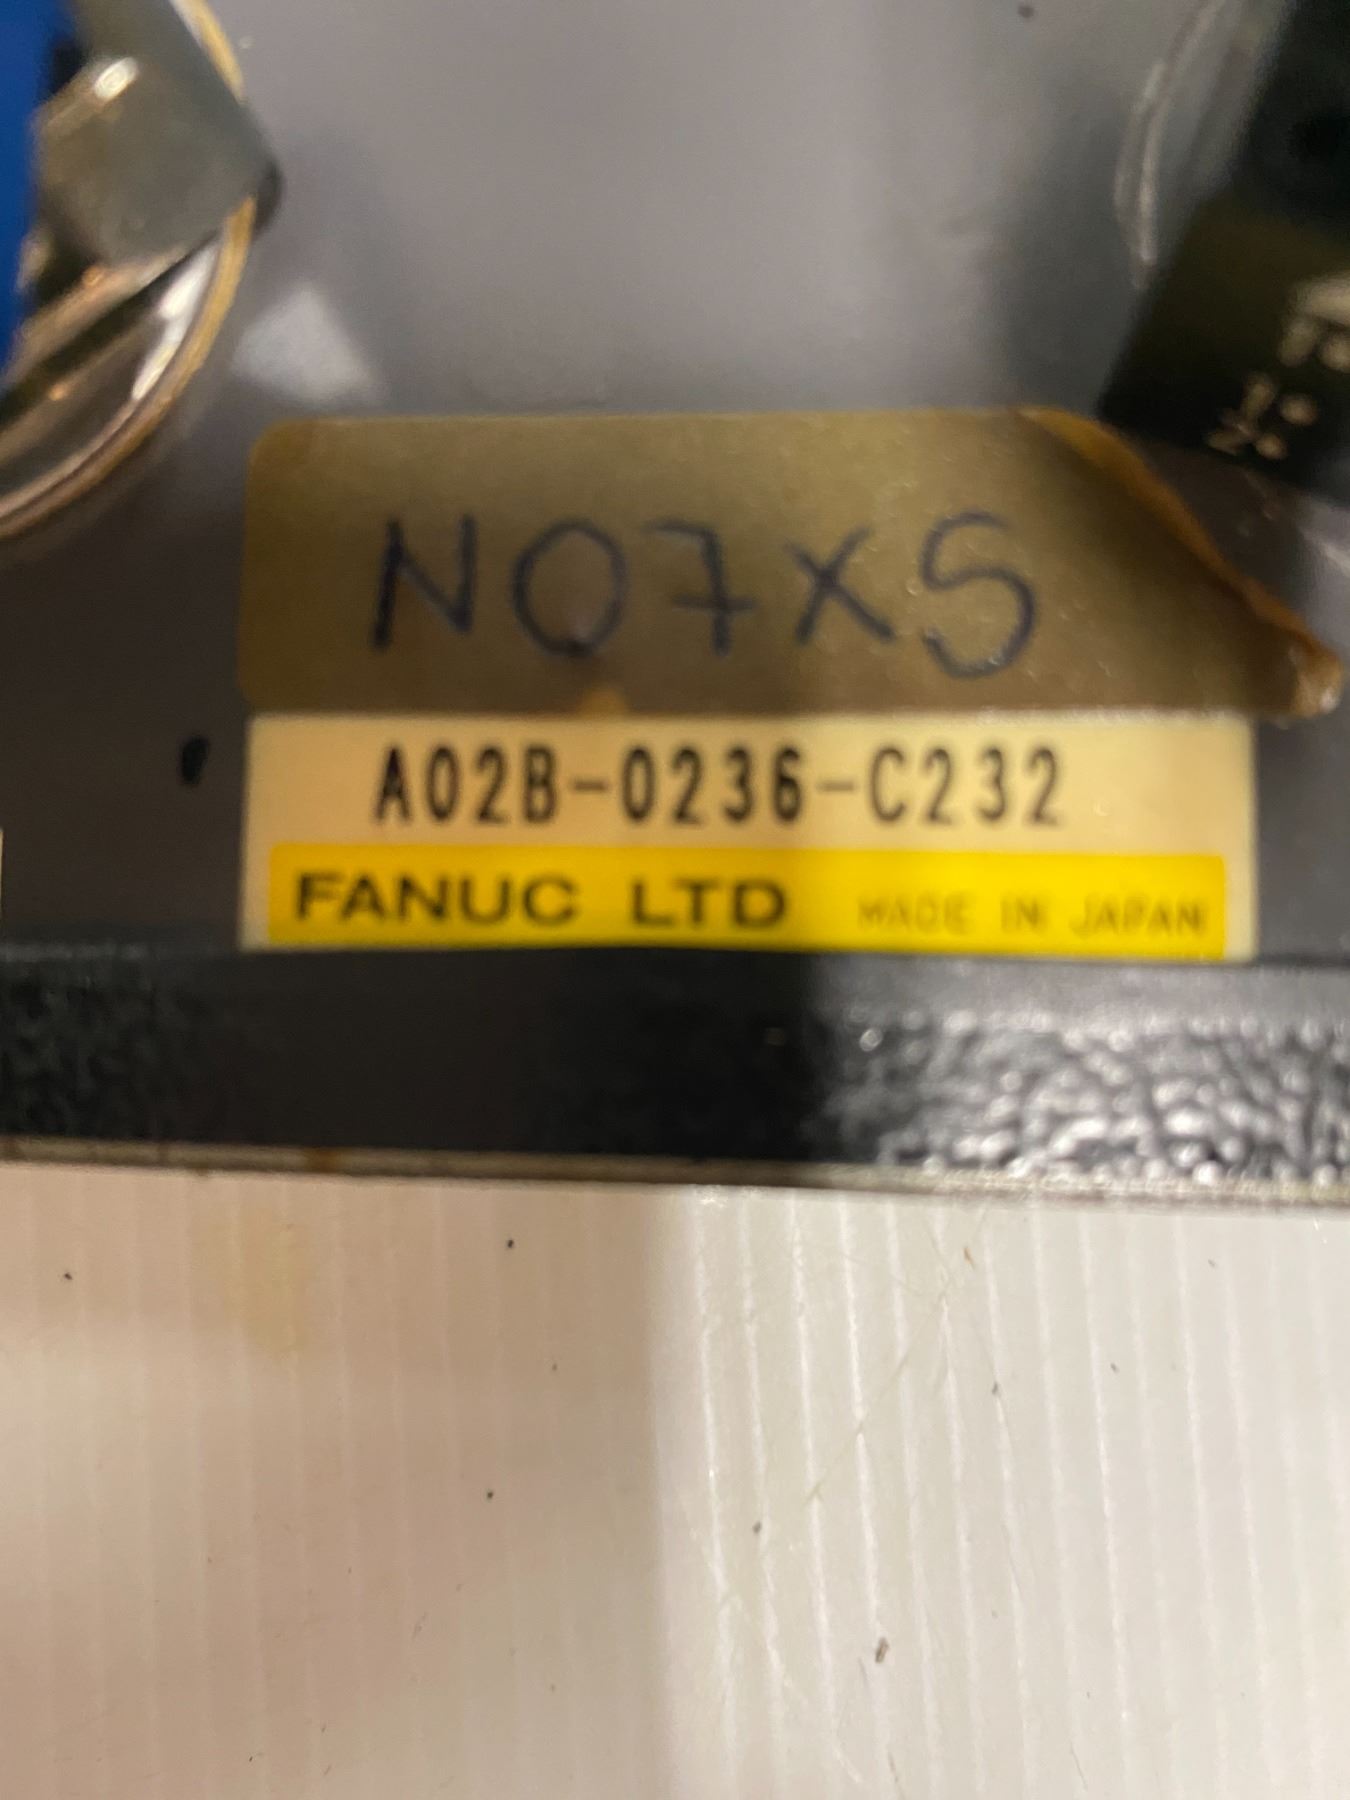 N07XS
A02B-0236-C232
FANUC LTD MADE IN JAPAN